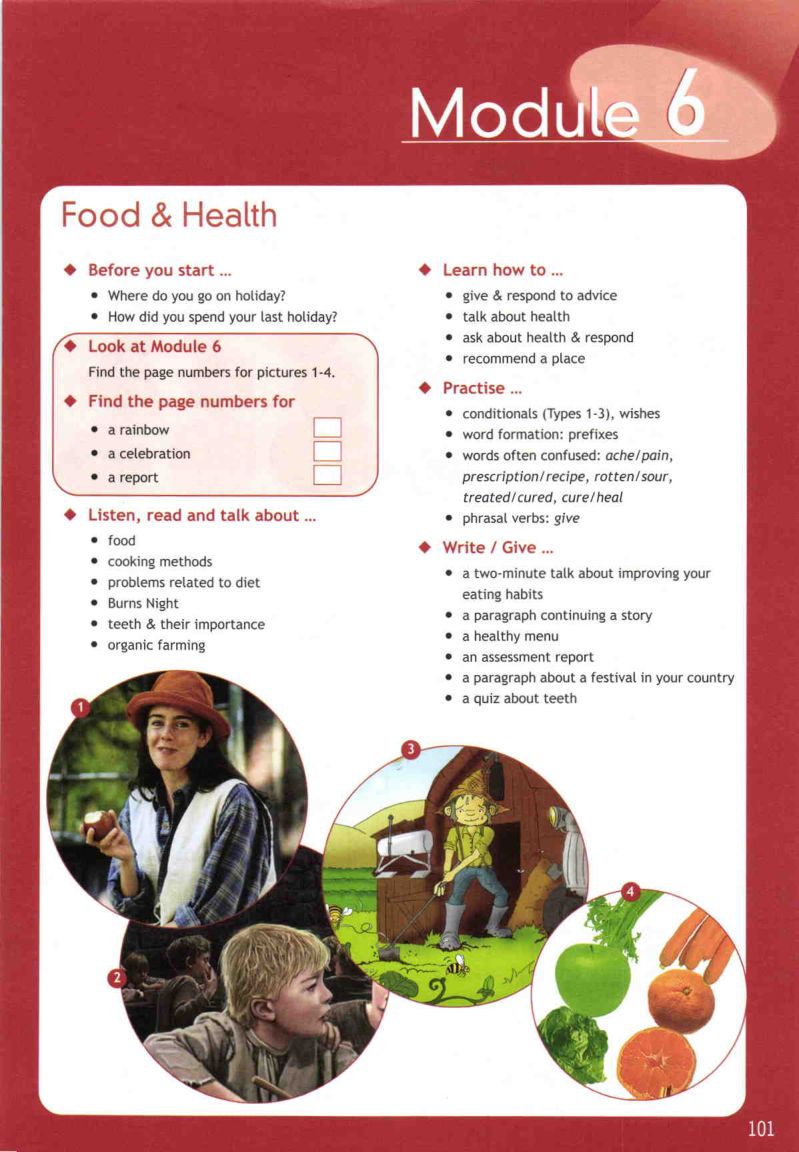 Module 6
Food & Health
◆ Before you start ...
• Where do you go on holiday?
• How did you spend your last holiday?
◆ Look at Module 6
Find the page numbers for pictures 1-4.
◆ Find the page numbers for
• a rainbow
• a celebration
• a report
◆ Listen, read and talk about ...
• food
• cooking methods
• problems related to diet
• Burns Night
• teeth & their importance
• organic farming
◆ Learn how to ...
• give & respond to advice
• talk about health
• ask about health & respond
• recommend a place
◆ Practise ...
• conditionals (Types 1-3), wishes
• word formation: prefixes
• words often confused: ache/pain,
prescription/recipe, rotten/sour,
treated/cured, cure/heal
• phrasal verbs: give
◆ Write / Give ...
• a two-minute talk about improving your
eating habits
• a paragraph continuing a story
• a healthy menu
• an assessment report
• a paragraph about a festival in your country
• a quiz about teeth
1
2
3
4
101